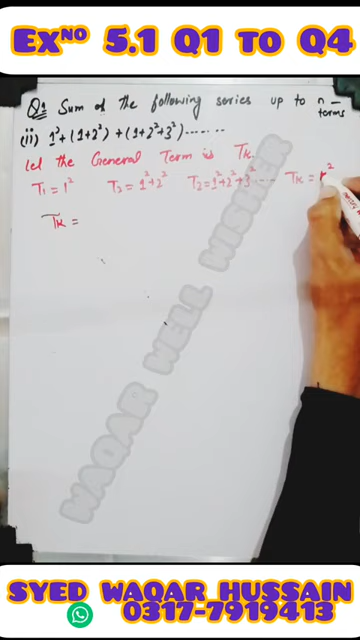 Exᴺᴼ 5.1 Q1 TO Q4
Q1 Sum of the following series up to n-terms
(ii) 1² + (1+2²) + (1+2²+3²)......
Let the General Term is Tk
T₁ = 1² T₂ = 1²+2² T₂ = 1²+2²+3² ... Tk =
Tk =
WAQAR WELL WISHER
SYED WAQAR HUSSAIN
0317-7919413